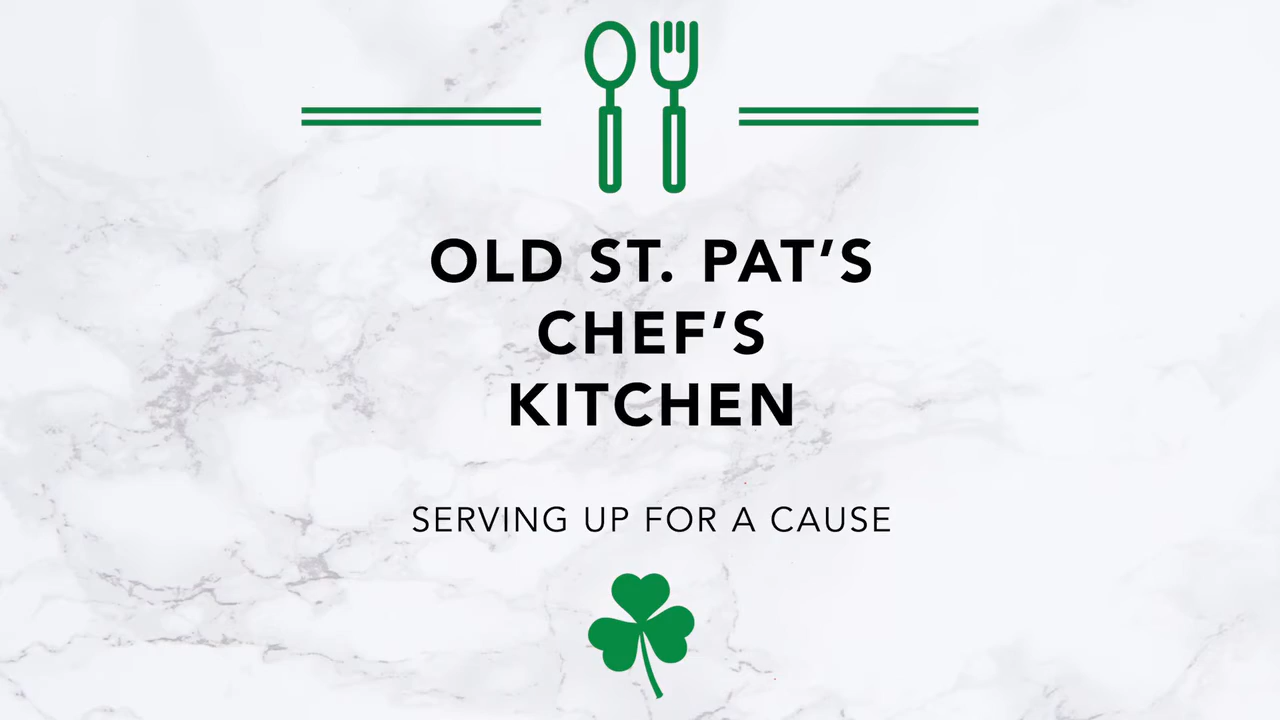 OLD ST. PAT’S
CHEF’S
KITCHEN
SERVING UP FOR A CAUSE